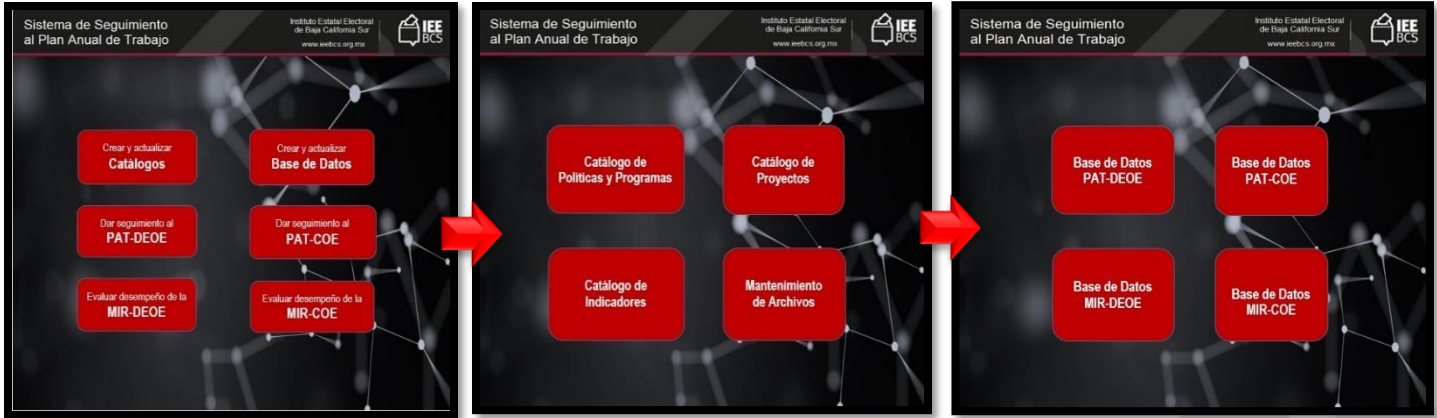 Sistema de Seguimiento
al Plan Anual de Trabajo
Instituto Estatal Electoral
de Baja California Sur
www.ieebcs.org.mx
IEE
BCS
Crear y actualizar
Catálogos
Crear y actualizar
Base de Datos
Dar seguimiento al
PAT-DEOE
Dar seguimiento al
PAT-COE
Evaluar desempeño de la
MIR-DEOE
Evaluar desempeño de la
MIR-COE
Sistema de Seguimiento
al Plan Anual de Trabajo
Instituto Estatal Electoral
de Baja California Sur
www.ieebcs.org.mx
IEE
BCS
Catálogo de
Políticas y Programas
Catálogo de
Proyectos
Catálogo de
Indicadores
Mantenimiento
de Archivos
Sistema de Seguimiento
al Plan Anual de Trabajo
Instituto Estatal Electoral
de Baja California Sur
www.ieebcs.org.mx
IEE
BCS
Base de Datos
PAT-DEOE
Base de Datos
PAT-COE
Base de Datos
MIR-DEOE
Base de Datos
MIR-COE